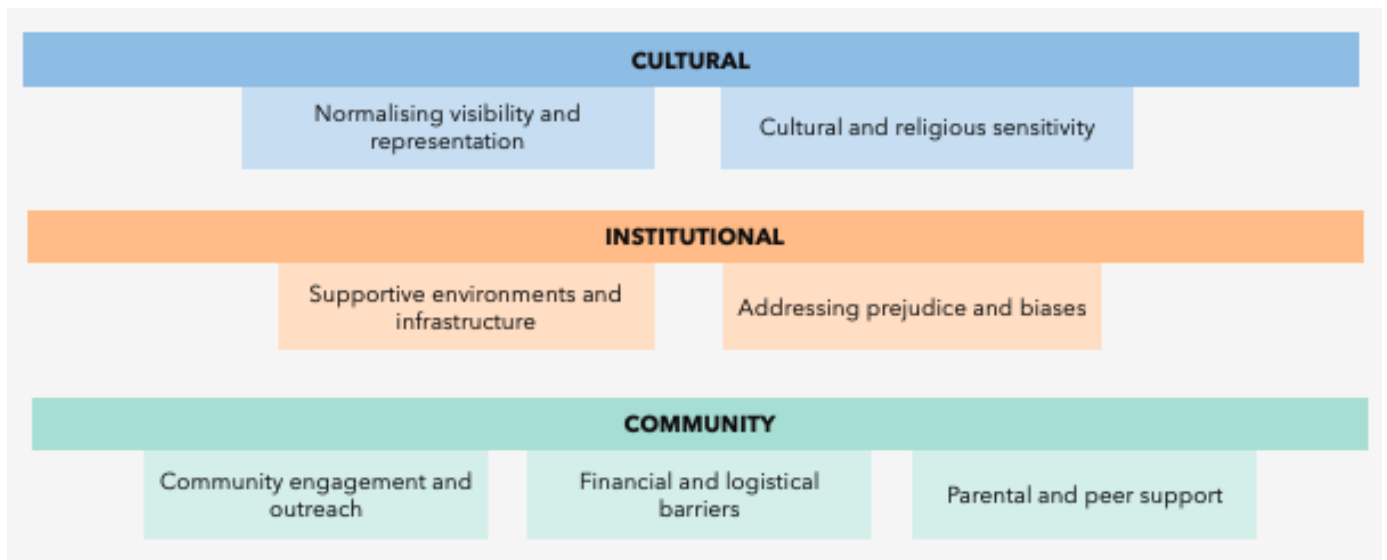 CULTURAL
Normalising visibility and
representation
Cultural and religious sensitivity
INSTITUTIONAL
Supportive environments and
infrastructure
Addressing prejudice and biases
COMMUNITY
Community engagement and
outreach
Financial and logistical
barriers
Parental and peer support